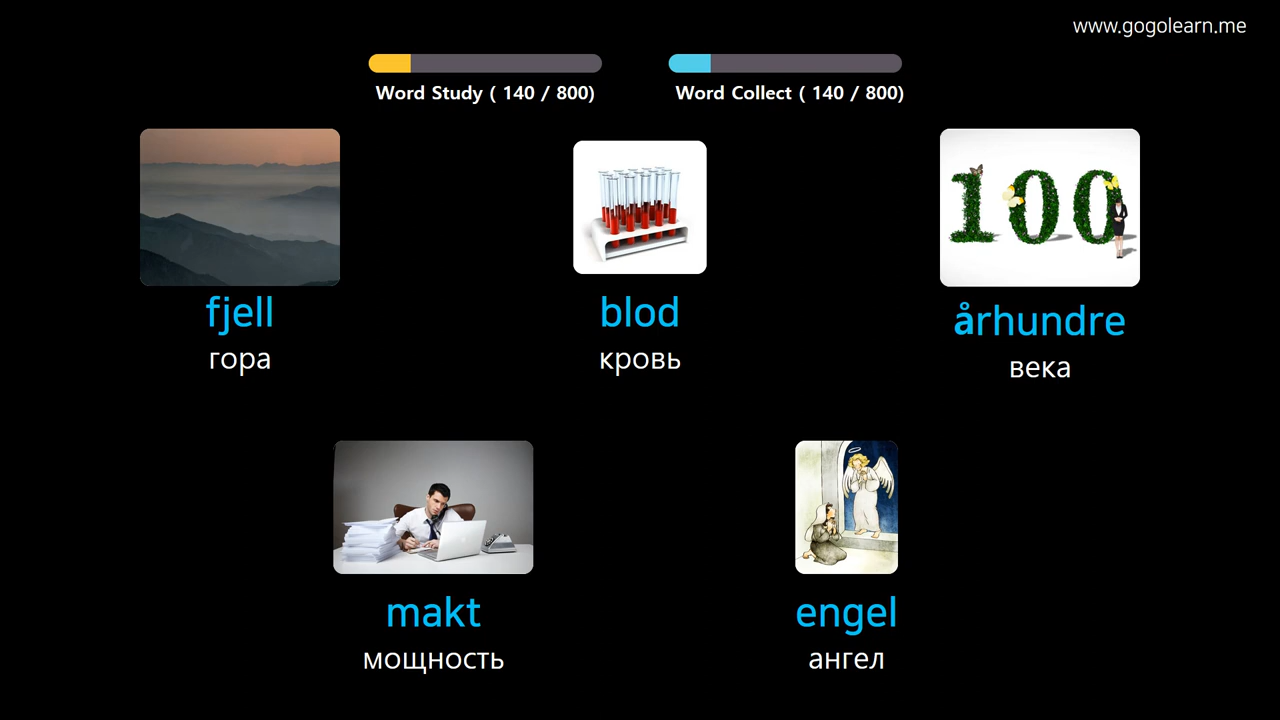 www.gogolearn.me
Word Study ( 140 / 800)
Word Collect ( 140 / 800)
100
fjell
blod
århundre
гора
кровь
века
makt
engel
мощность
ангел